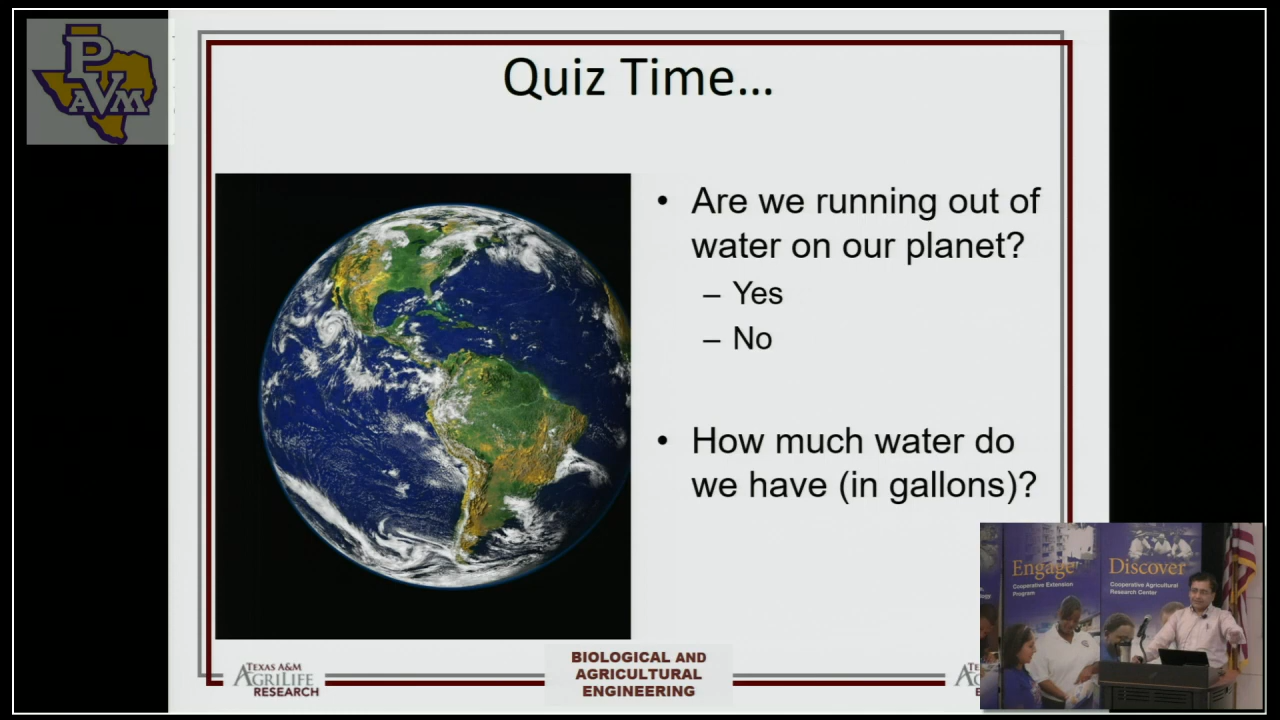 PVAM
Quiz Time...
• Are we running out of
water on our planet?
– Yes
– No
• How much water do
we have (in gallons)?
TEXAS A&M
AGRILIFE
RESEARCH
BIOLOGICAL AND
AGRICULTURAL
ENGINEERING
Engage
Cooperative Extension
Program
Discover
Cooperative Agricultural
Research Center